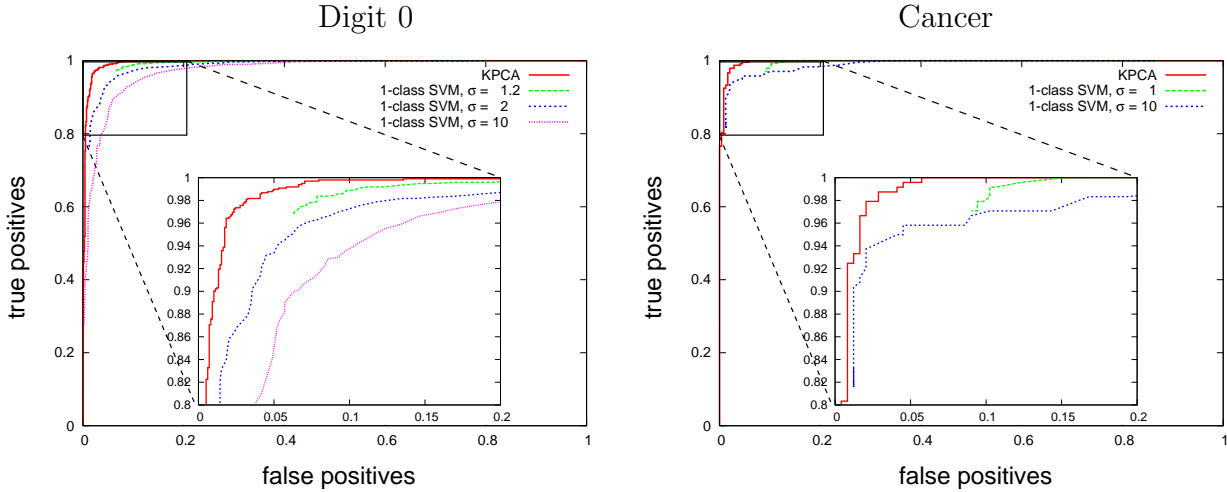 Digit 0
KPCA
1-class SVM, σ = 1.2
1-class SVM, σ = 2
1-class SVM, σ = 10
true positives
1
0.8
0.6
0.4
0.2
0
1
0.98
0.96
0.94
0.92
0.9
0.88
0.86
0.84
0.82
0.8
0 0.05 0.1 0.15 0.2
0 0.2 0.4 0.6 0.8 1
false positives
Cancer
KPCA
1-class SVM, σ = 1
1-class SVM, σ = 10
true positives
1
0.8
0.6
0.4
0.2
0
1
0.98
0.96
0.94
0.92
0.9
0.88
0.86
0.84
0.82
0.8
0 0.05 0.1 0.15 0.2
0 0.2 0.4 0.6 0.8 1
false positives